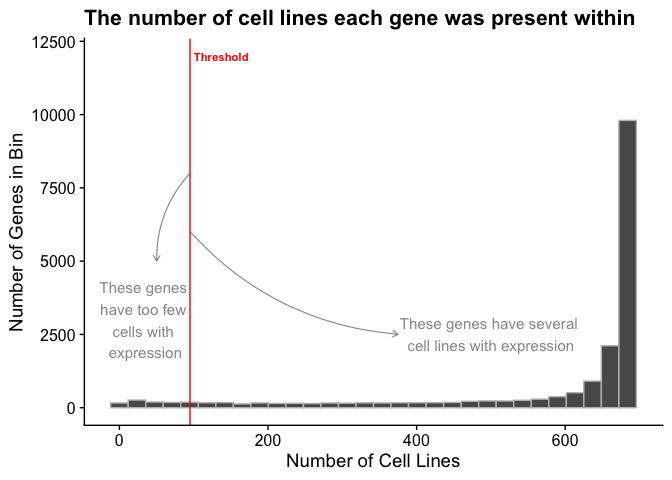 The number of cell lines each gene was present within
12500
10000
7500
5000
2500
0
Number of Genes in Bin
Threshold
These genes
have too few
cells with
expression
These genes have several
cell lines with expression
0
200
400
600
Number of Cell Lines